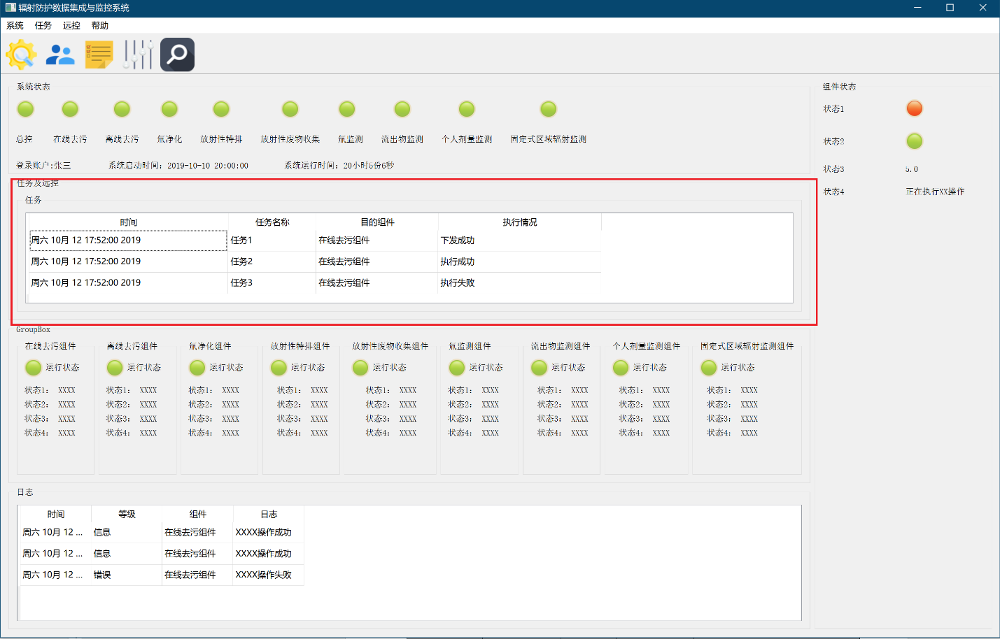 辐射防护数据集成与监控系统
系统 任务 远控 帮助
系统状态
总控 在线去污 离线去污 氚净化 放射性特排 放射性废物收集 氚监测 流出物监测 个人剂量监测 固定式区域辐射监测
登录账户:张三 系统启动时间: 2019-10-10 20:00:00 系统运行时间: 20小时5份6秒
任务及远控
任务
时间 任务名称 目的组件 执行情况
周六 10月 12 17:52:00 2019 任务1 在线去污组件 下发成功
周六 10月 12 17:52:00 2019 任务2 在线去污组件 执行成功
周六 10月 12 17:52:00 2019 任务3 在线去污组件 执行失败
GroupBox
在线去污组件 离线去污组件 氚净化组件 放射性特排组件 放射性废物收集组件 氚监测组件 流出物监测组件 个人剂量监测组件 固定式区域辐射监测组件
运行状态 运行状态 运行状态 运行状态 运行状态 运行状态 运行状态 运行状态 运行状态
状态1: XXXX 状态1: XXXX 状态1: XXXX 状态1: XXXX 状态1: XXXX 状态1: XXXX 状态1: XXXX 状态1: XXXX 状态1: XXXX
状态2: XXXX 状态2: XXXX 状态2: XXXX 状态2: XXXX 状态2: XXXX 状态2: XXXX 状态2: XXXX 状态2: XXXX 状态2: XXXX
状态3: XXXX 状态3: XXXX 状态3: XXXX 状态3: XXXX 状态3: XXXX 状态3: XXXX 状态3: XXXX 状态3: XXXX 状态3: XXXX
状态4: XXXX 状态4: XXXX 状态4: XXXX 状态4: XXXX 状态4: XXXX 状态4: XXXX 状态4: XXXX 状态4: XXXX 状态4: XXXX
日志
时间 等级 组件 日志
周六 10月 12 ... 信息 在线去污组件 XXXX操作成功
周六 10月 12 ... 信息 在线去污组件 XXXX操作成功
周六 10月 12 ... 错误 在线去污组件 XXXX操作失败
组件状态
状态1
状态2
状态3 5.0
状态4 正在执行XX操作